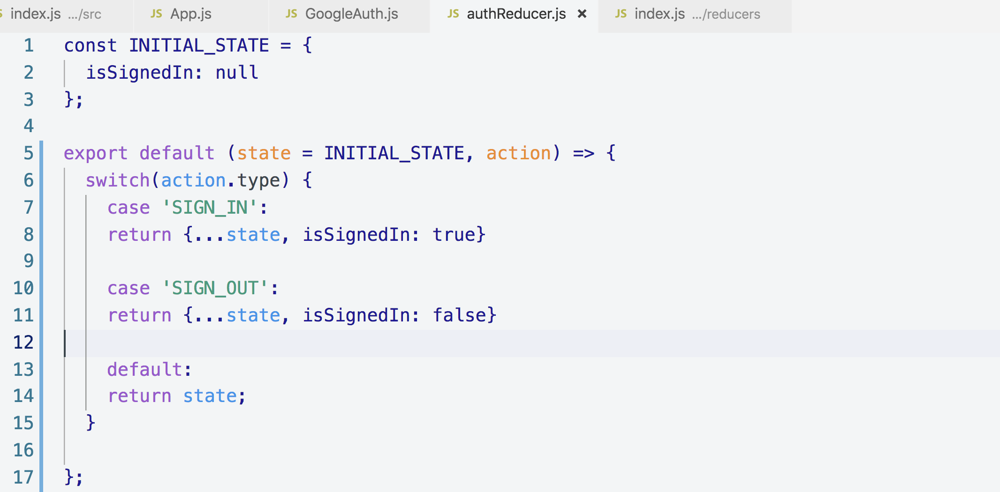 index.js .../src JS App.js JS GoogleAuth.js JS authReducer.js × JS index.js .../reducers
1 const INITIAL_STATE = {
2 isSignedIn: null
3 };
4
5 export default (state = INITIAL_STATE, action) => {
6 switch(action.type) {
7 case 'SIGN_IN':
8 return {...state, isSignedIn: true}
9
10 case 'SIGN_OUT':
11 return {...state, isSignedIn: false}
12
13 default:
14 return state;
15 }
16
17 };